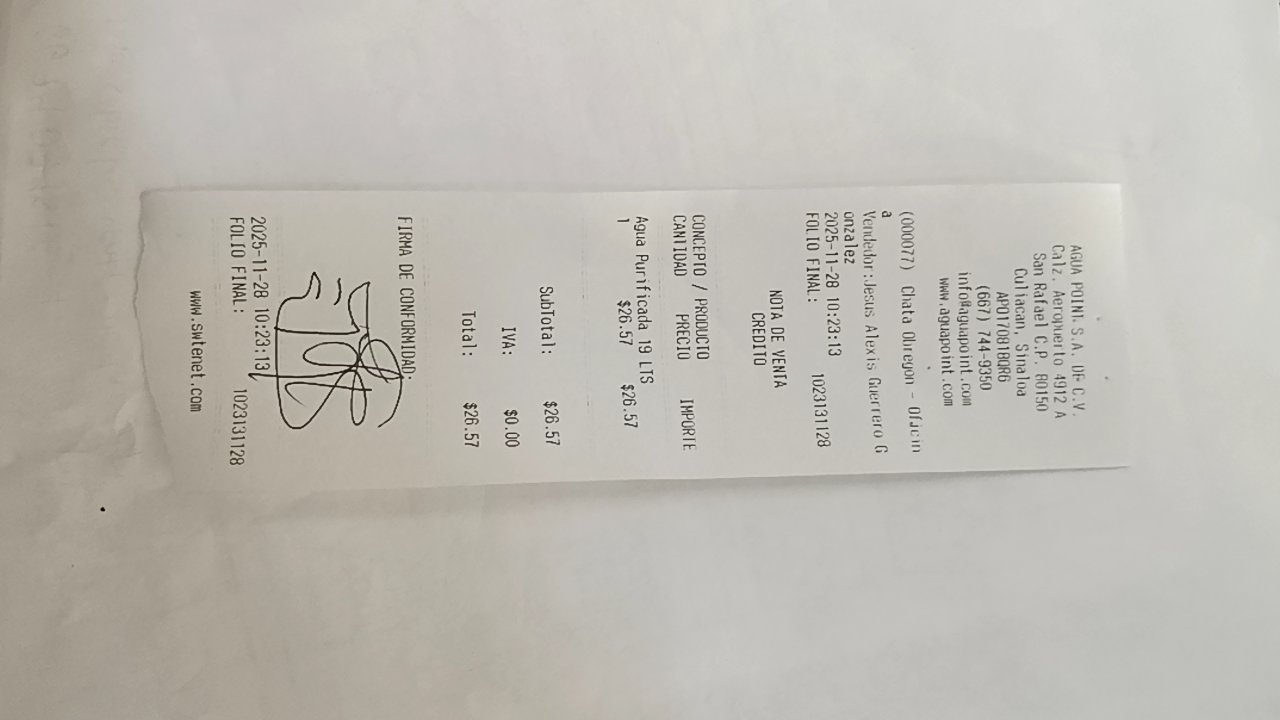 AGUA POINT S.A. DE C.V.
Calz. Aeropuerto 4912 A
San Rafael C.P. 80150
Culiacan, Sinaloa
APO170818QR6
(667) 744-9350
info@aguapoint.com
www.aguapoint.com
(000077) Chata Obregon - Oficin
a
Vendedor:Jesus Alexis Guerrero G
onzalez
2025-11-28 10:23:13
FOLIO FINAL: 1023131128
NOTA DE VENTA
CREDITO
CONCEPTO / PRODUCTO
CANTIDAD PRECIO IMPORTE
Agua Purificada 19 LTS
1 $26.57 $26.57
SubTotal: $26.57
IVA: $0.00
Total: $26.57
FIRMA DE CONFORMIDAD:
2025-11-28 10:23:13
FOLIO FINAL: 1023131128
www.swtenet.com